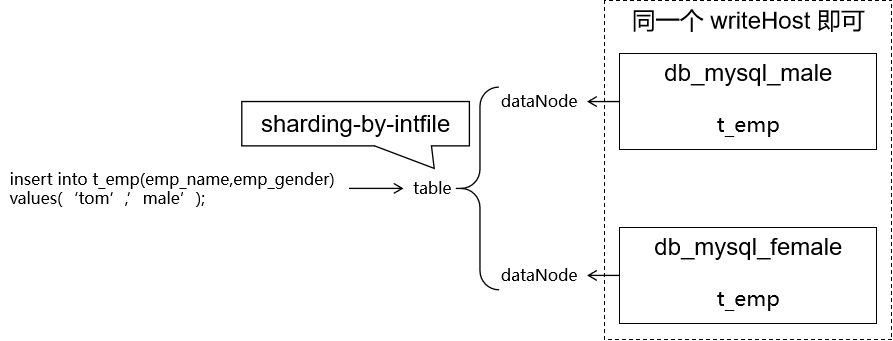 同一个 writeHost 即可
db_mysql_male
t_emp
dataNode
sharding-by-intfile
insert into t_emp(emp_name,emp_gender)
values(‘tom’,’male’);
table
db_mysql_female
t_emp
dataNode